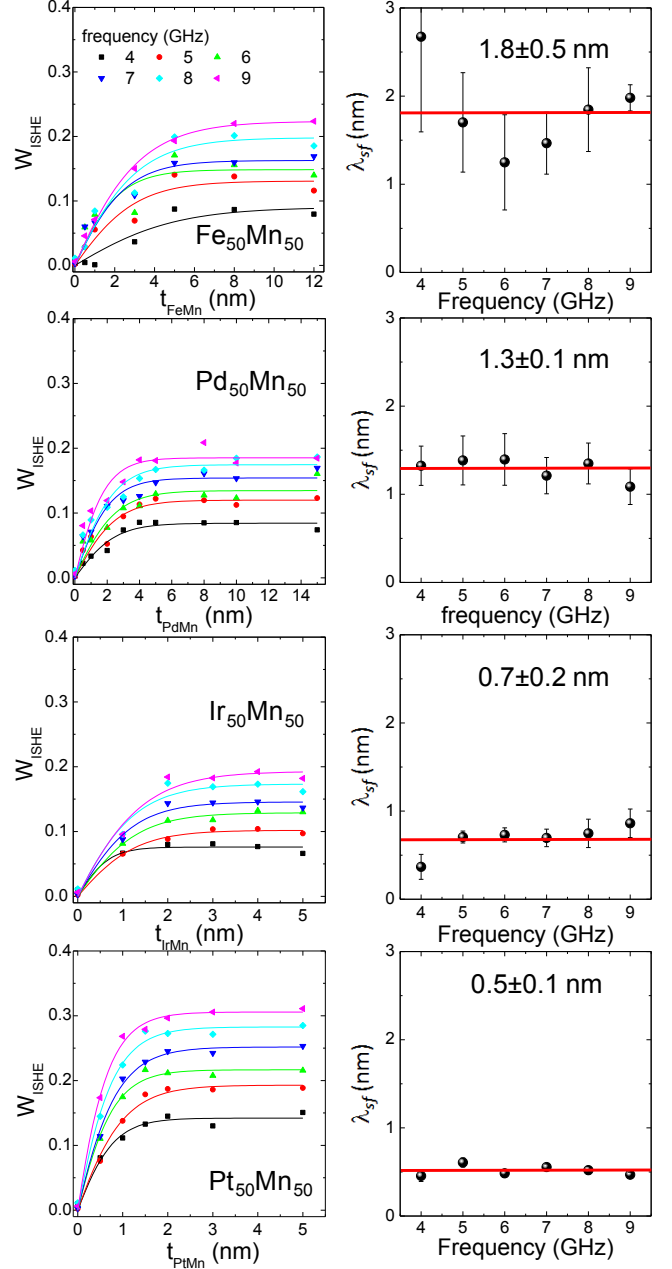 frequency (GHz)
4 5 6
7 8 9
0.4
0.3
0.2
0.1
0.0
W_ISHE
Fe₅₀Mn₅₀
0 2 4 6 8 10 12
t_FeMn (nm)
3
2
1
0
λ_sf (nm)
1.8±0.5 nm
4 5 6 7 8 9
Frequency (GHz)
0.4
0.3
0.2
0.1
0.0
W_ISHE
Pd₅₀Mn₅₀
0 2 4 6 8 10 12 14
t_PdMn (nm)
3
2
1
0
λ_sf (nm)
1.3±0.1 nm
4 5 6 7 8 9
frequency (GHz)
0.4
0.3
0.2
0.1
0.0
W_ISHE
Ir₅₀Mn₅₀
0 1 2 3 4 5
t_IrMn (nm)
3
2
1
0
λ_sf (nm)
0.7±0.2 nm
4 5 6 7 8 9
Frequency (GHz)
0.4
0.3
0.2
0.1
0.0
W_ISHE
Pt₅₀Mn₅₀
0 1 2 3 4 5
t_PtMn (nm)
3
2
1
0
λ_sf (nm)
0.5±0.1 nm
4 5 6 7 8 9
Frequency (GHz)